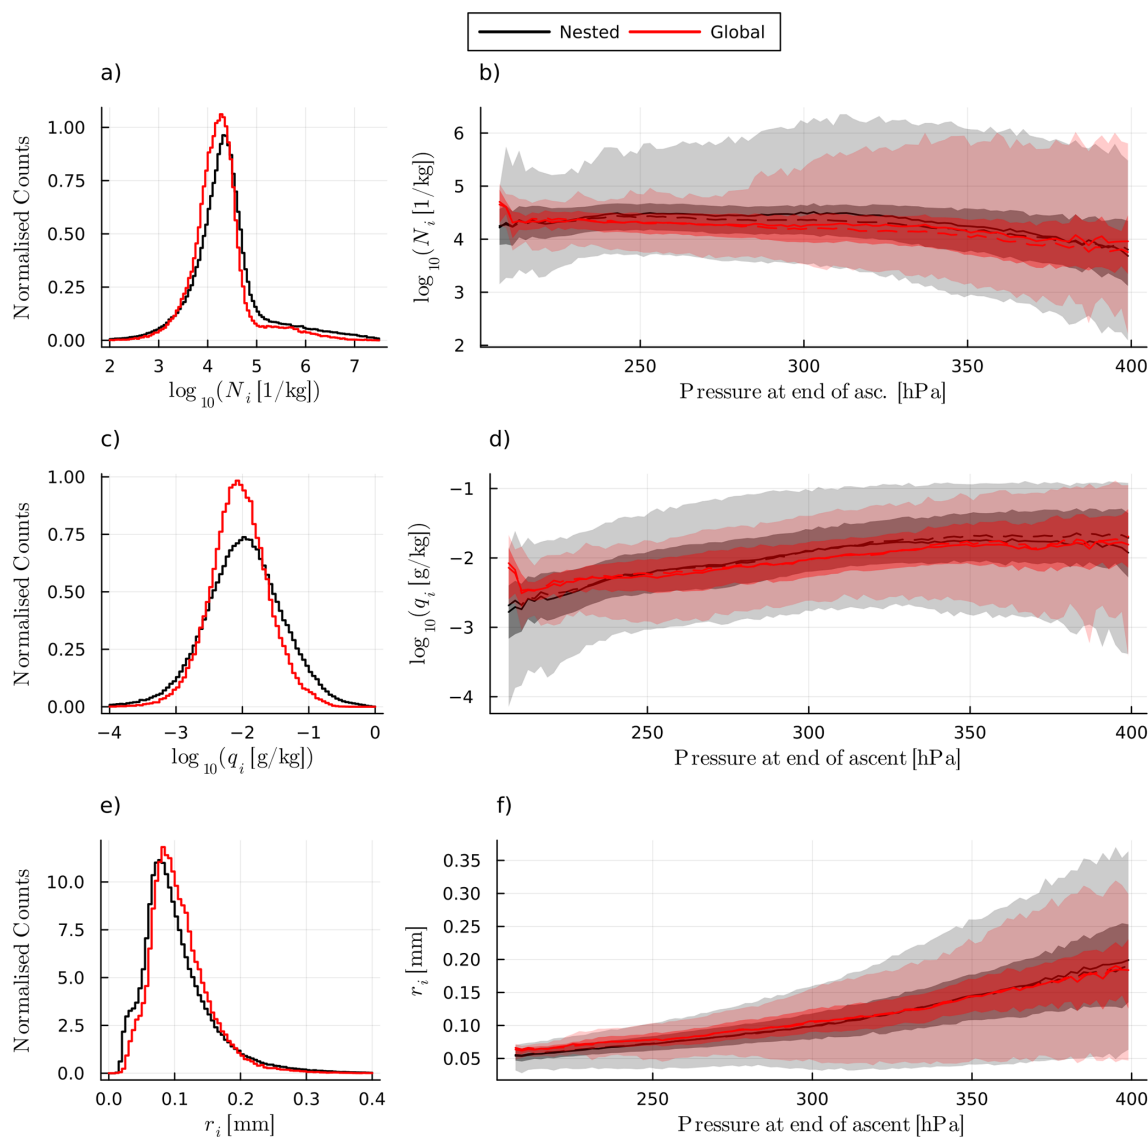 Nested Global
a) b)
Normalised Counts
1.00
0.75
0.50
0.25
0.00
2 3 4 5 6 7
log₁₀(Nᵢ [1/kg])
log₁₀(Nᵢ [1/kg])
6
5
4
3
2
250 300 350 400
Pressure at end of asc. [hPa]
c) d)
Normalised Counts
1.00
0.75
0.50
0.25
0.00
−4 −3 −2 −1 0
log₁₀(qᵢ [g/kg])
log₁₀(qᵢ [g/kg])
−1
−2
−3
−4
250 300 350 400
Pressure at end of ascent [hPa]
e) f)
Normalised Counts
10.0
7.5
5.0
2.5
0.0
0.0 0.1 0.2 0.3 0.4
rᵢ [mm]
rᵢ [mm]
0.35
0.30
0.25
0.20
0.15
0.10
0.05
250 300 350 400
Pressure at end of ascent [hPa]